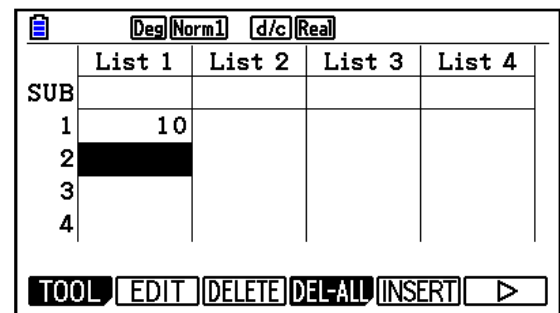 Deg Norm1 d/c Real
List 1 List 2 List 3 List 4
SUB
1 10
2
3
4
TOOL EDIT DELETE DEL-ALL INSERT ▷